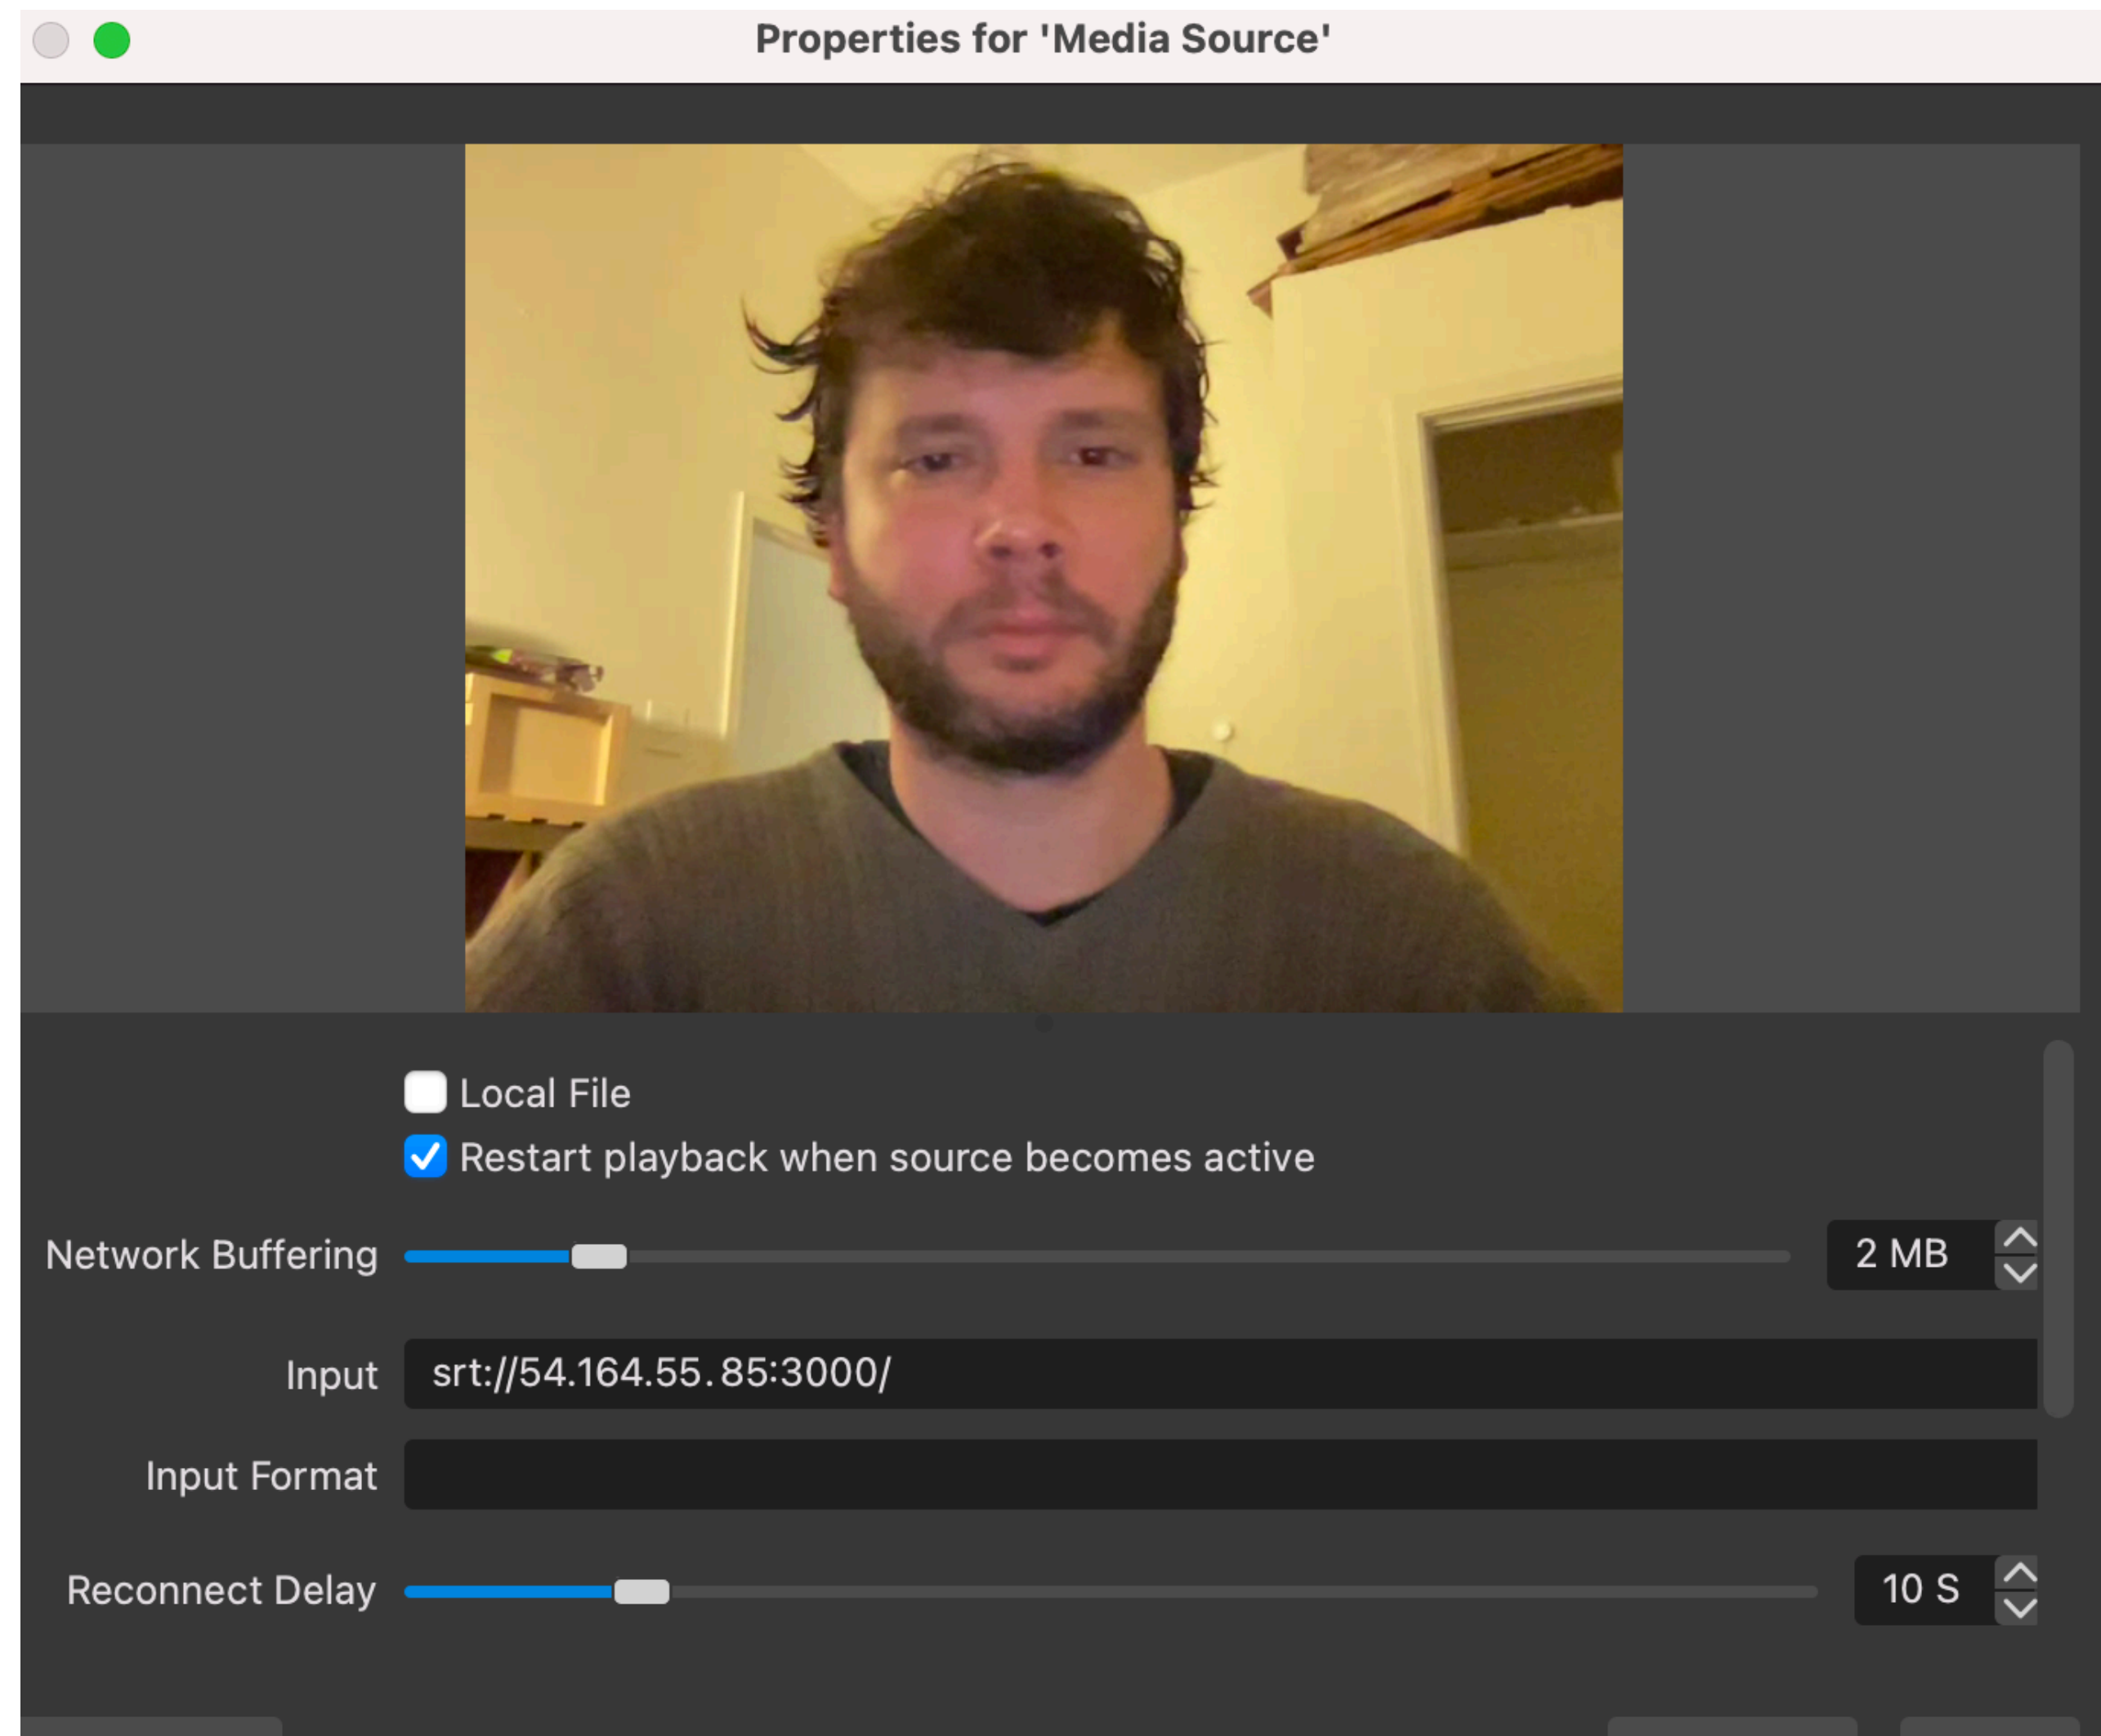 Properties for 'Media Source'
Local File
Restart playback when source becomes active
Network Buffering
2 MB
Input
srt://54.164.55.85:3000/
Input Format
Reconnect Delay
10 S